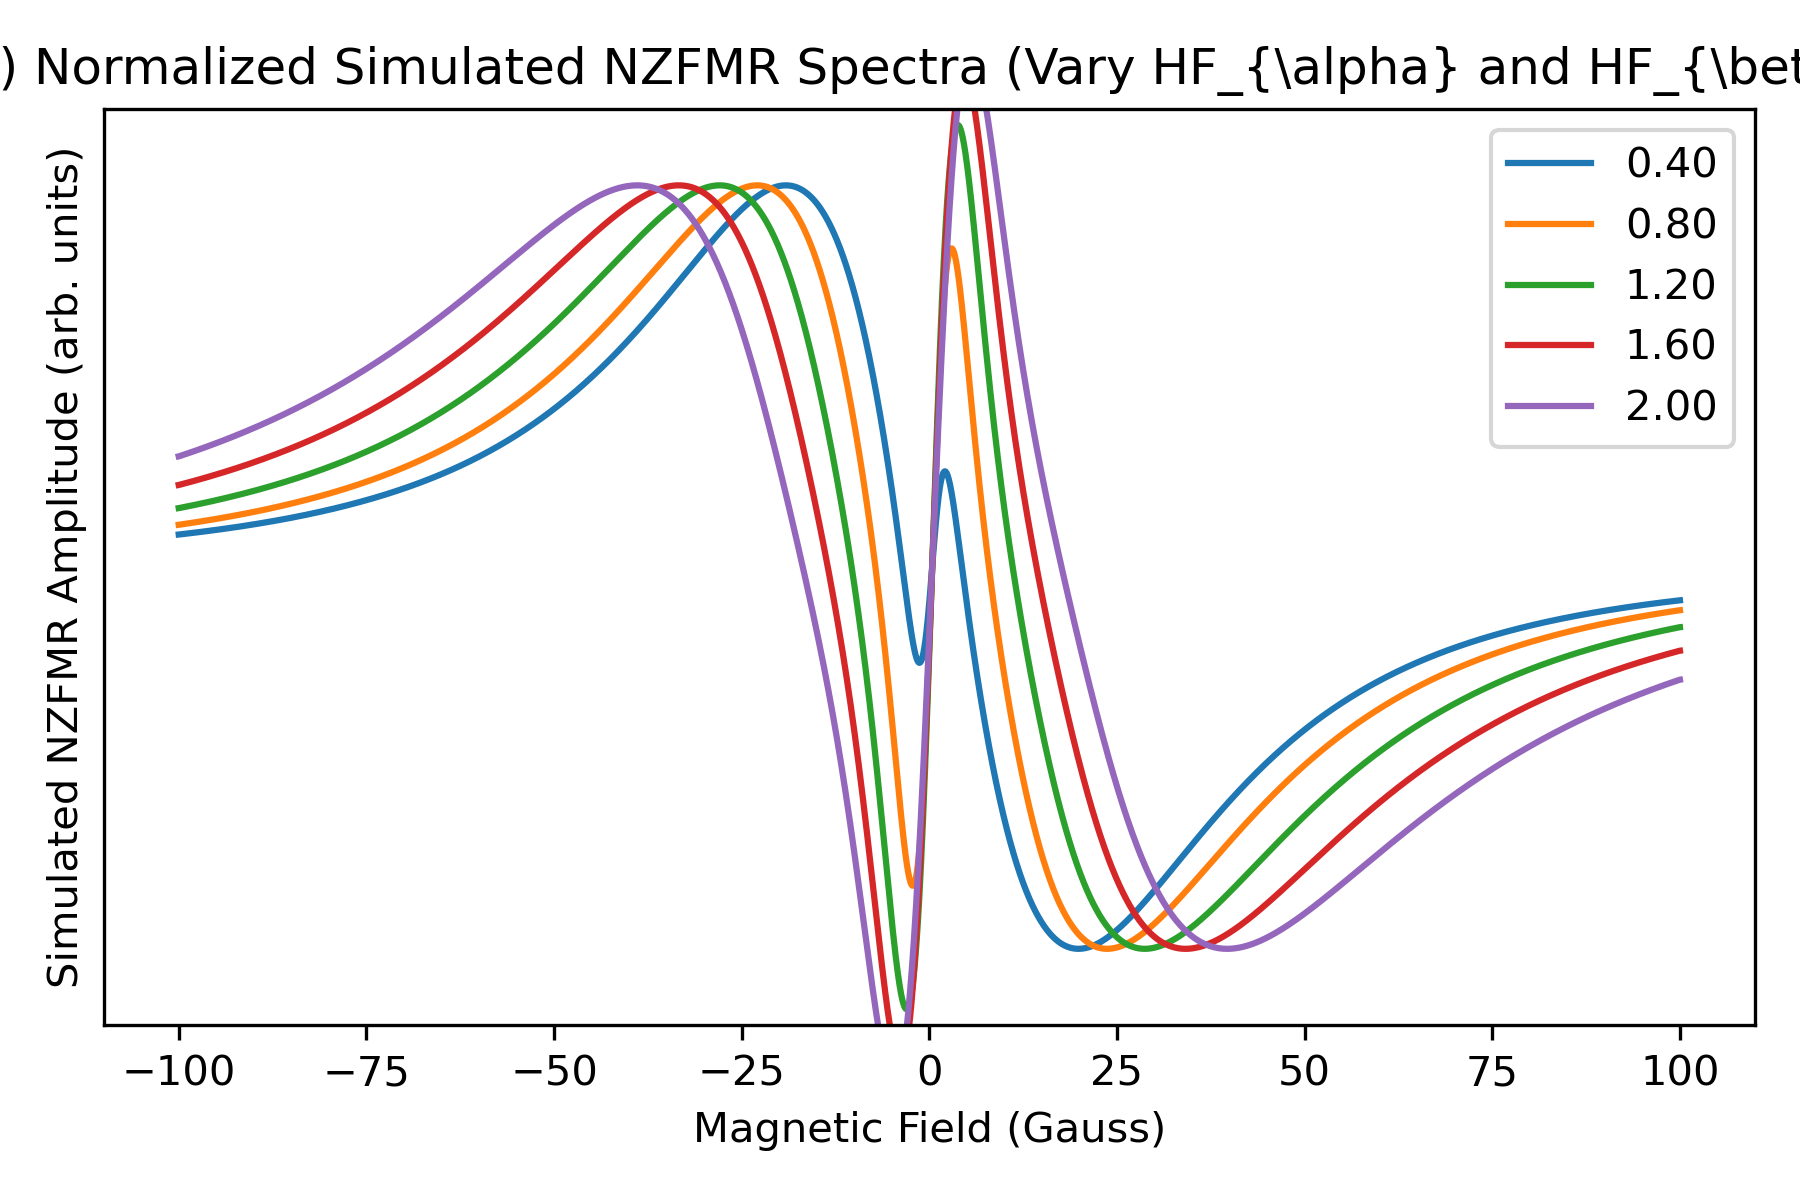 ) Normalized Simulated NZFMR Spectra (Vary HF_{\alpha} and HF_{\bet
Simulated NZFMR Amplitude (arb. units)
0.40
0.80
1.20
1.60
2.00
−100 −75 −50 −25 0 25 50 75 100
Magnetic Field (Gauss)